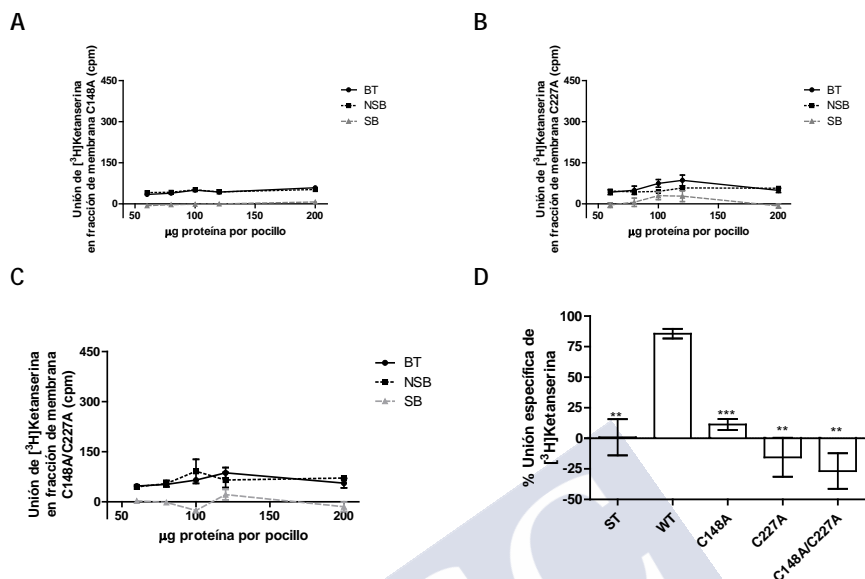 A
Unión de [³H]Ketanserina
en fracción de membrana C148A (cpm)
450
300
150
0
50
100
150
200
µg proteína por pocillo
BT
NSB
SB
B
Unión de [³H]Ketanserina
en fracción de membrana C227A (cpm)
450
300
150
0
50
100
150
200
µg proteína por pocillo
BT
NSB
SB
C
Unión de [³H]Ketanserina
en fracción de membrana
C148A/C227A (cpm)
450
300
150
0
50
100
150
200
µg proteína por pocillo
BT
NSB
SB
D
% Unión específica de
[³H]Ketanserina
100
75
50
25
0
-25
-50
**
***
**
**
ST
WT
C148A
C227A
C148A/C227A